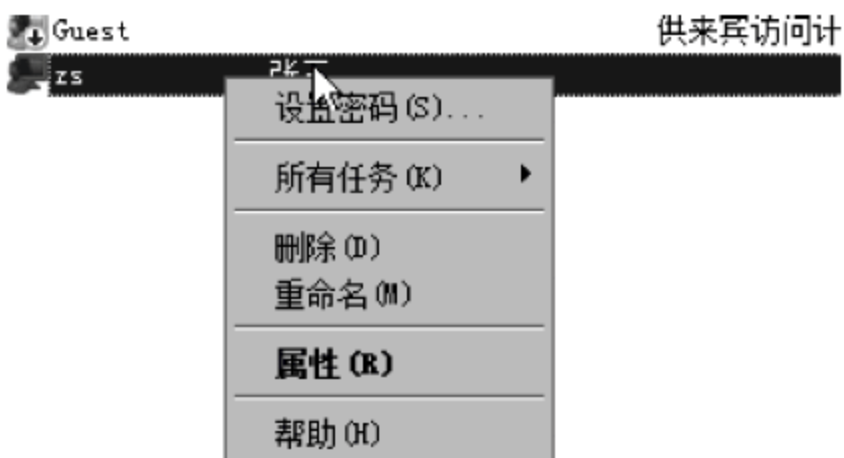 Guest 供来宾访问计
zs
设置密码(S)...
所有任务(K)
删除(D)
重命名(M)
属性(R)
帮助(H)